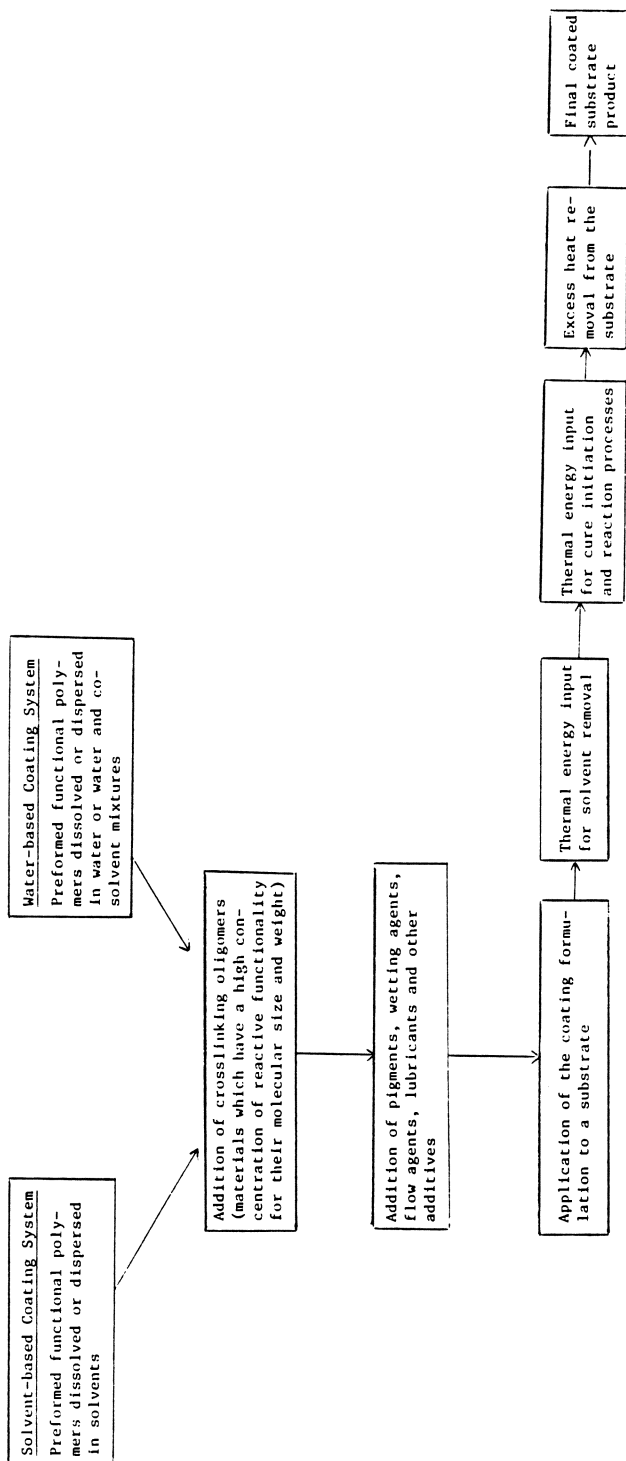 Solvent-based Coating System
Preformed functional poly-
mers dissolved or dispersed
in solvents
Water-based Coating System
Preformed functional poly-
mers dissolved or dispersed
in water or water and co-
solvent mixtures
Addition of crosslinking oligomers
(materials which have a high con-
centration of reactive functionality
for their molecular size and weight)
Addition of pigments, wetting agents,
flow agents, lubricants and other
additives
Application of the coating formu-
lation to a substrate
Thermal energy input
for solvent removal
Thermal energy input
for cure initiation
and reaction processes
Excess heat re-
moval from the
substrate
Final coated
substrate
product